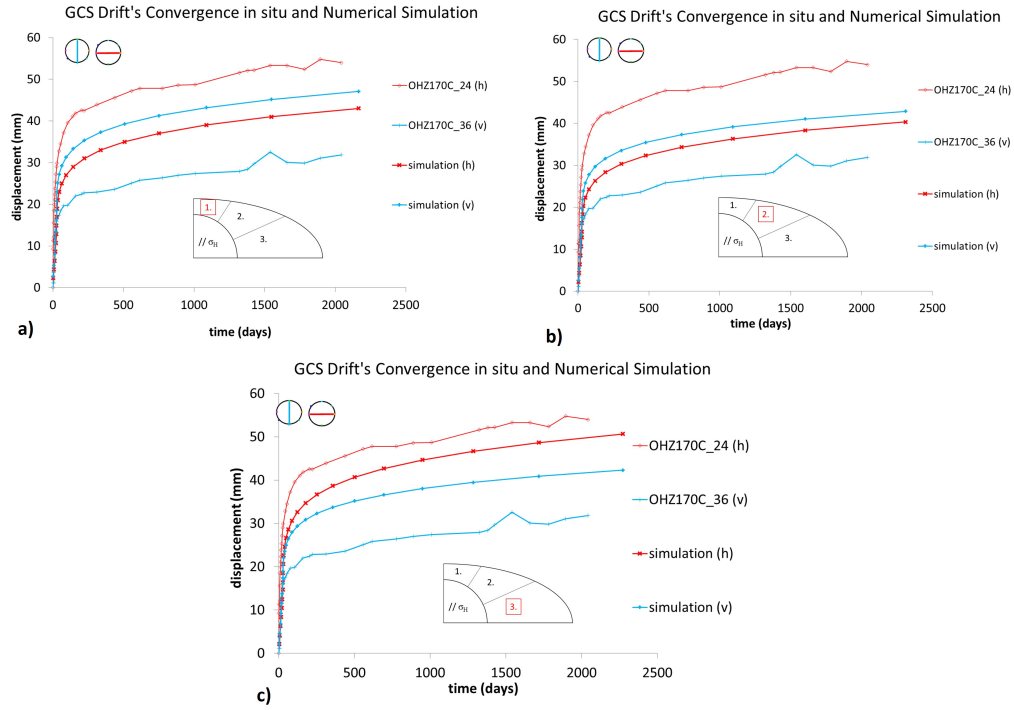 GCS Drift's Convergence in situ and Numerical Simulation
60
50
40
30
20
10
0
displacement (mm)
0 500 1000 1500 2000 2500
time (days)
OHZ170C_24 (h)
OHZ170C_36 (v)
simulation (h)
simulation (v)
1.
2.
3.
// σH
a)
GCS Drift's Convergence in situ and Numerical Simulation
60
50
40
30
20
10
0
displacement (mm)
0 500 1000 1500 2000 2500
time (days)
OHZ170C_24 (h)
OHZ170C_36 (v)
simulation (h)
simulation (v)
1.
2.
3.
// σH
b)
GCS Drift's Convergence in situ and Numerical Simulation
60
50
40
30
20
10
0
displacement (mm)
0 500 1000 1500 2000 2500
time (days)
OHZ170C_24 (h)
OHZ170C_36 (v)
simulation (h)
simulation (v)
1.
2.
3.
// σH
c)